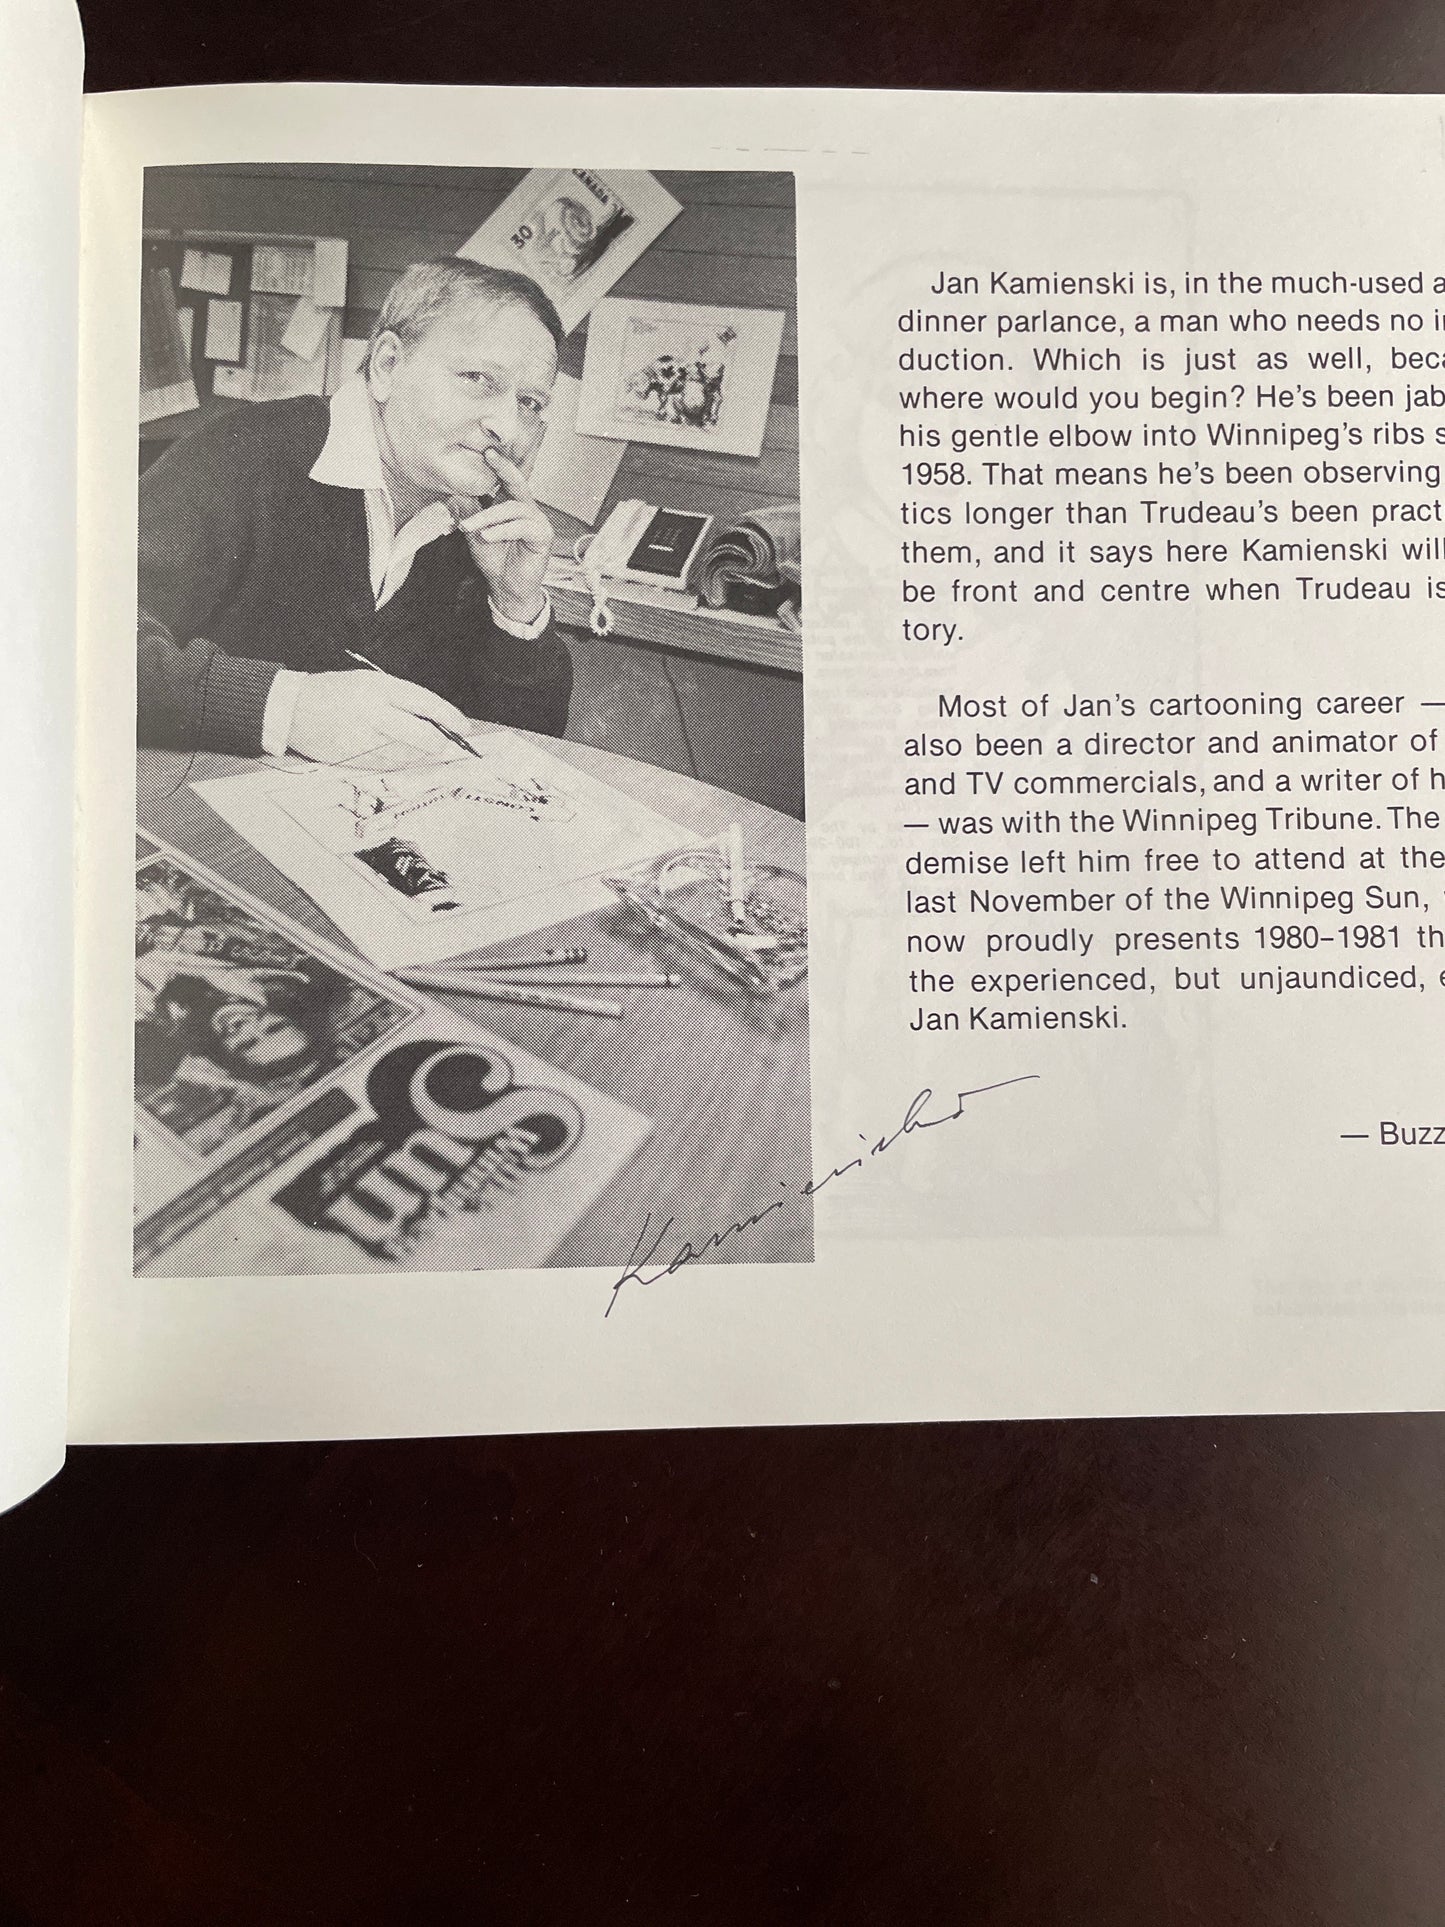 CANADA
30
Jan Kamienski is, in the much-used a
dinner parlance, a man who needs no i
duction. Which is just as well, beca
where would you begin? He's been jab
his gentle elbow into Winnipeg's ribs s
1958. That means he's been observing
tics longer than Trudeau's been pract
them, and it says here Kamienski will
be front and centre when Trudeau is
tory.
Most of Jan's cartooning career —
also been a director and animator of
and TV commercials, and a writer of h
— was with the Winnipeg Tribune. The
demise left him free to attend at the
last November of the Winnipeg Sun,
now proudly presents 1980–1981 th
the experienced, but unjaundiced, e
Jan Kamienski.
— Buzz
Sun
Kamienski